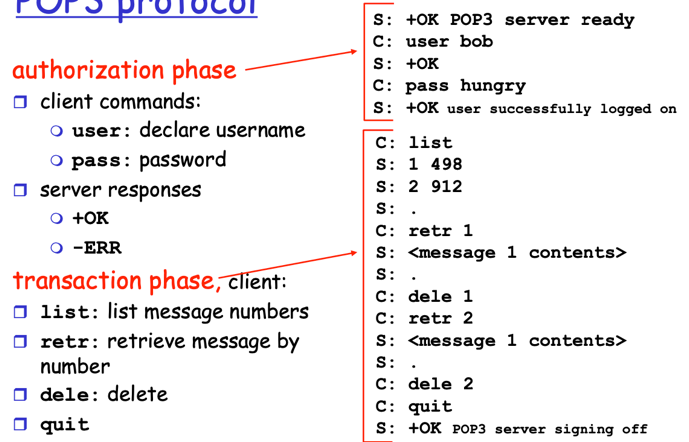 POP3 protocol
authorization phase
client commands:
user: declare username
pass: password
server responses
+OK
-ERR
transaction phase, client:
list: list message numbers
retr: retrieve message by
number
dele: delete
quit
S: +OK POP3 server ready
C: user bob
S: +OK
C: pass hungry
S: +OK user successfully logged on
C: list
S: 1 498
S: 2 912
S: .
C: retr 1
S: <message 1 contents>
S: .
C: dele 1
C: retr 2
S: <message 1 contents>
S: .
C: dele 2
C: quit
S: +OK POP3 server signing off